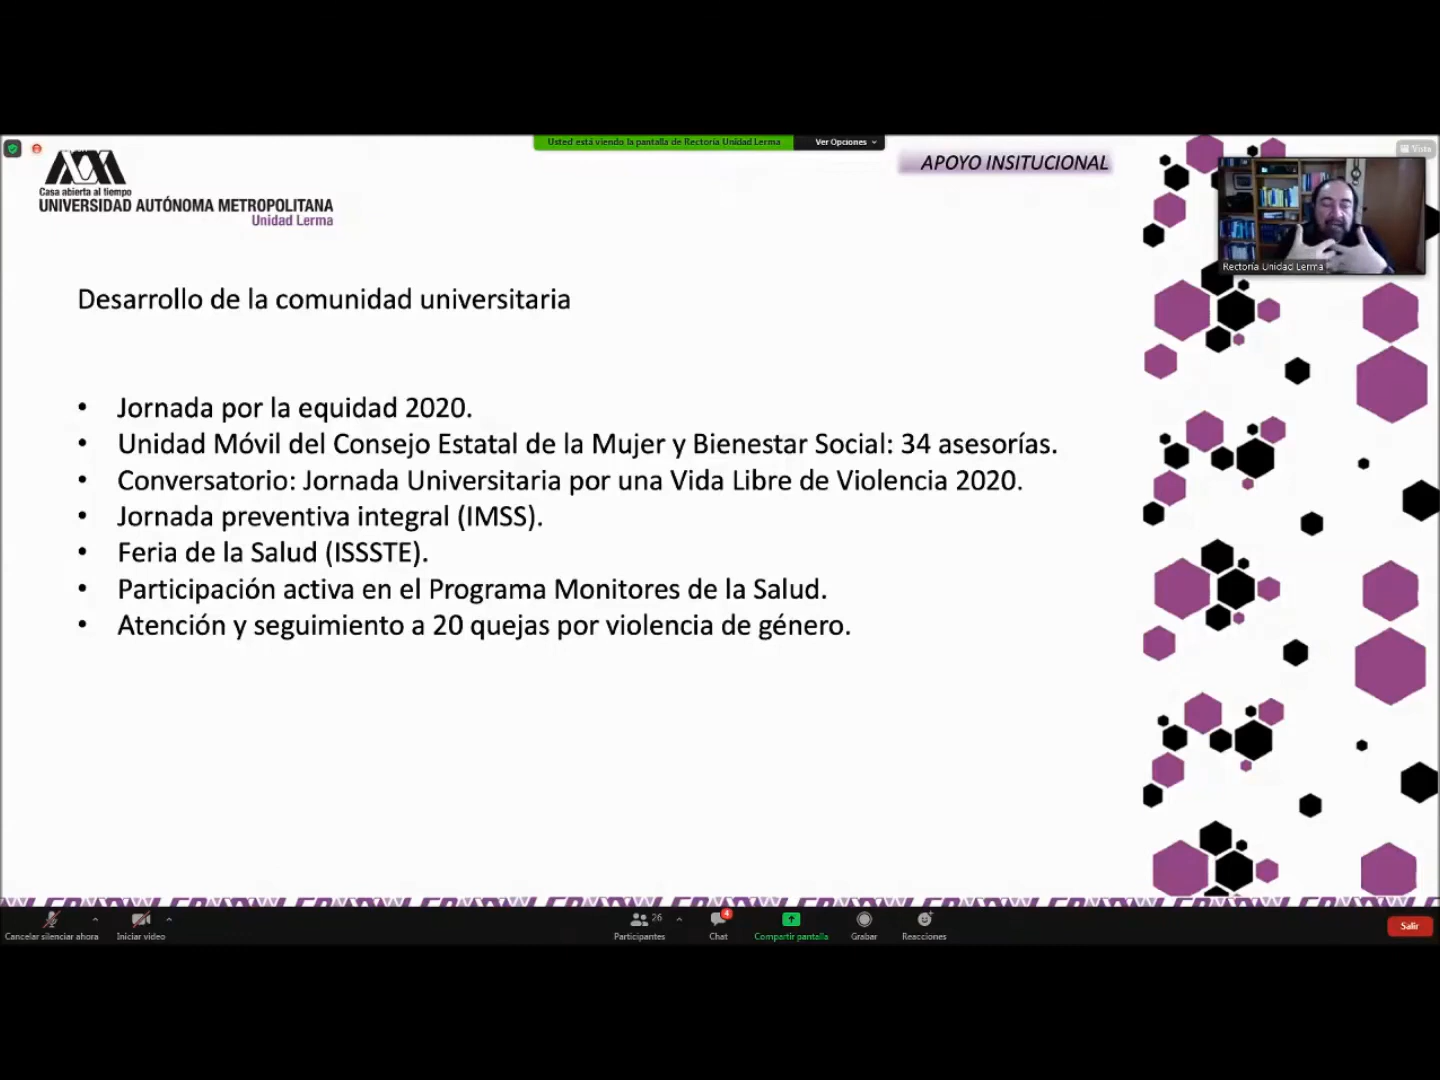 Usted está viendo la pantalla de Rectoría Unidad Lerma
Ver Opciones
Vista
Casa abierta al tiempo
UNIVERSIDAD AUTÓNOMA METROPOLITANA
Unidad Lerma
APOYO INSITUCIONAL
Rectoría Unidad Lerma
Desarrollo de la comunidad universitaria
• Jornada por la equidad 2020.
• Unidad Móvil del Consejo Estatal de la Mujer y Bienestar Social: 34 asesorías.
• Conversatorio: Jornada Universitaria por una Vida Libre de Violencia 2020.
• Jornada preventiva integral (IMSS).
• Feria de la Salud (ISSSTE).
• Participación activa en el Programa Monitores de la Salud.
• Atención y seguimiento a 20 quejas por violencia de género.
Cancelar silenciar ahora
Iniciar video
26
Participantes
4
Chat
Compartir pantalla
Grabar
Reacciones
Salir